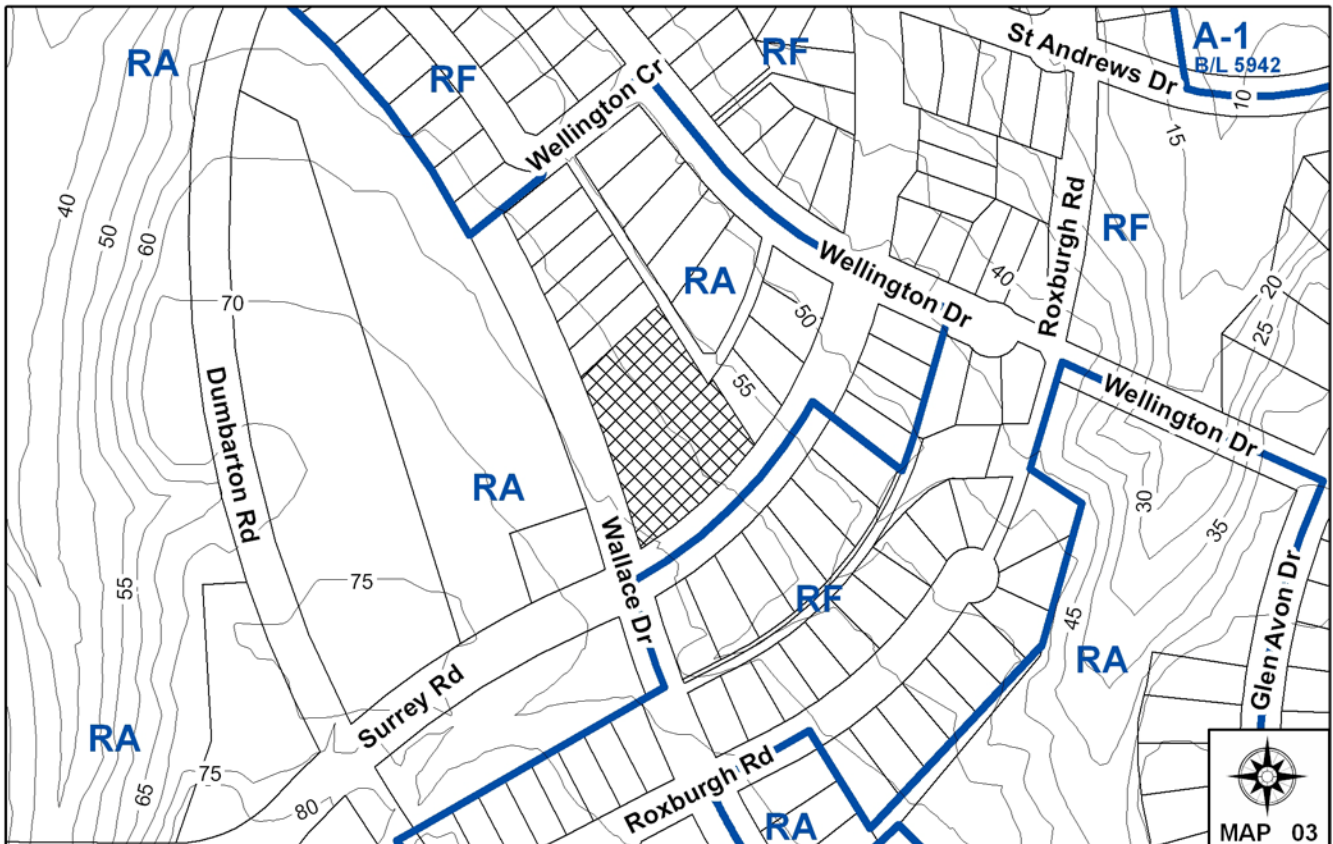 RA
RF
RF
A-1
B/L 5942
St Andrews Dr
10
15
Wellington Cr
40
50
60
70
RA
Wellington Dr
40
Roxburgh Rd
RF
20
25
50
55
Dumbarton Rd
RA
Wallace Dr
Wellington Dr
30
35
75
55
RF
45
RA
Glen Avon Dr
Surrey Rd
RA
75
65
80
Roxburgh Rd
RA
MAP 03